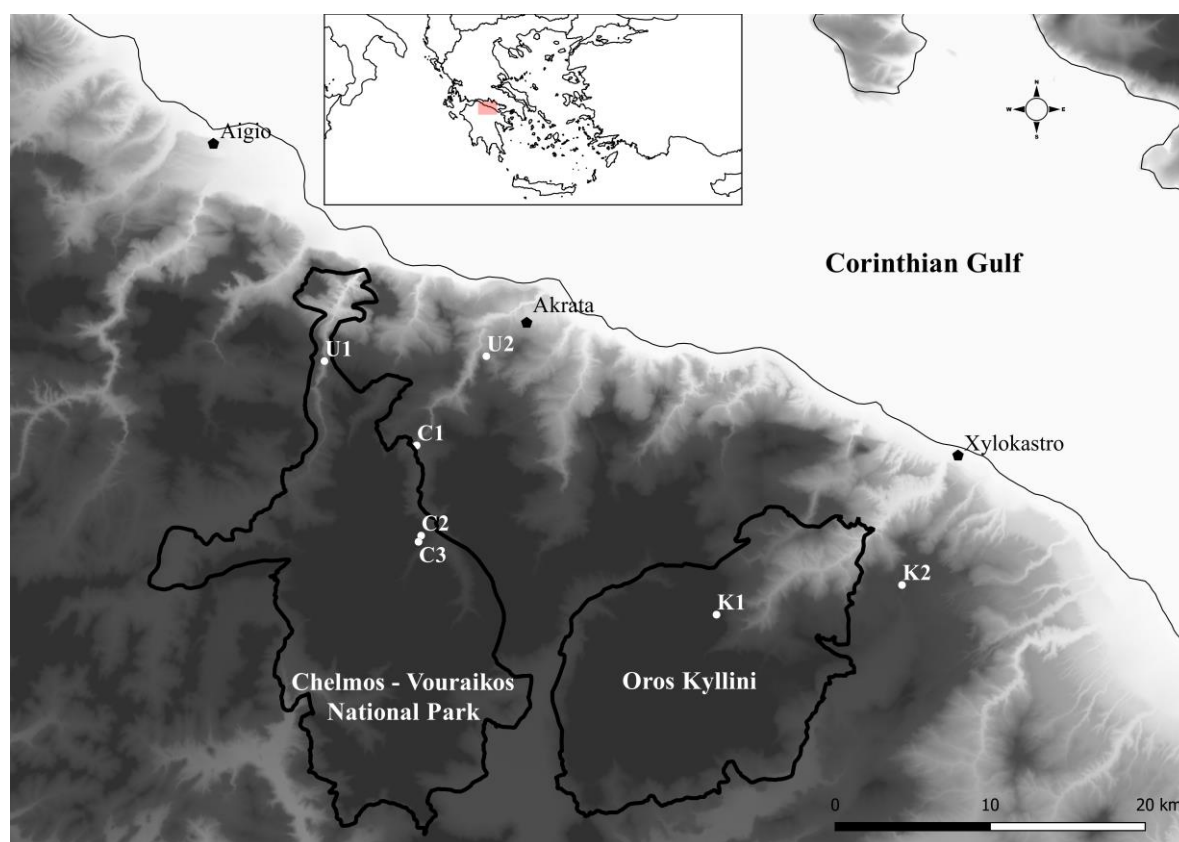 N
W E
S
Aigio
Corinthian Gulf
Akrata
U1
U2
C1
Xylokastro
C2
C3
K2
K1
Chelmos - Vouraikos
National Park
Oros Kyllini
0 10 20 km